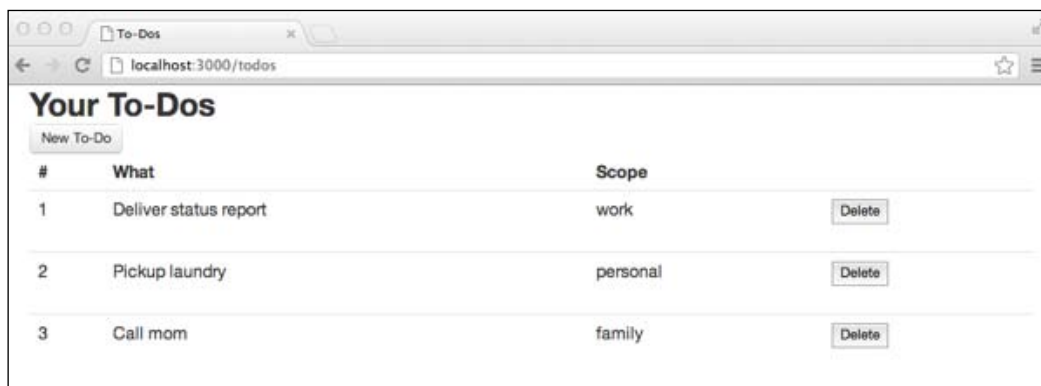 To-Dos
localhost:3000/todos
Your To-Dos
New To-Do
# What Scope
1 Deliver status report work Delete
2 Pickup laundry personal Delete
3 Call mom family Delete